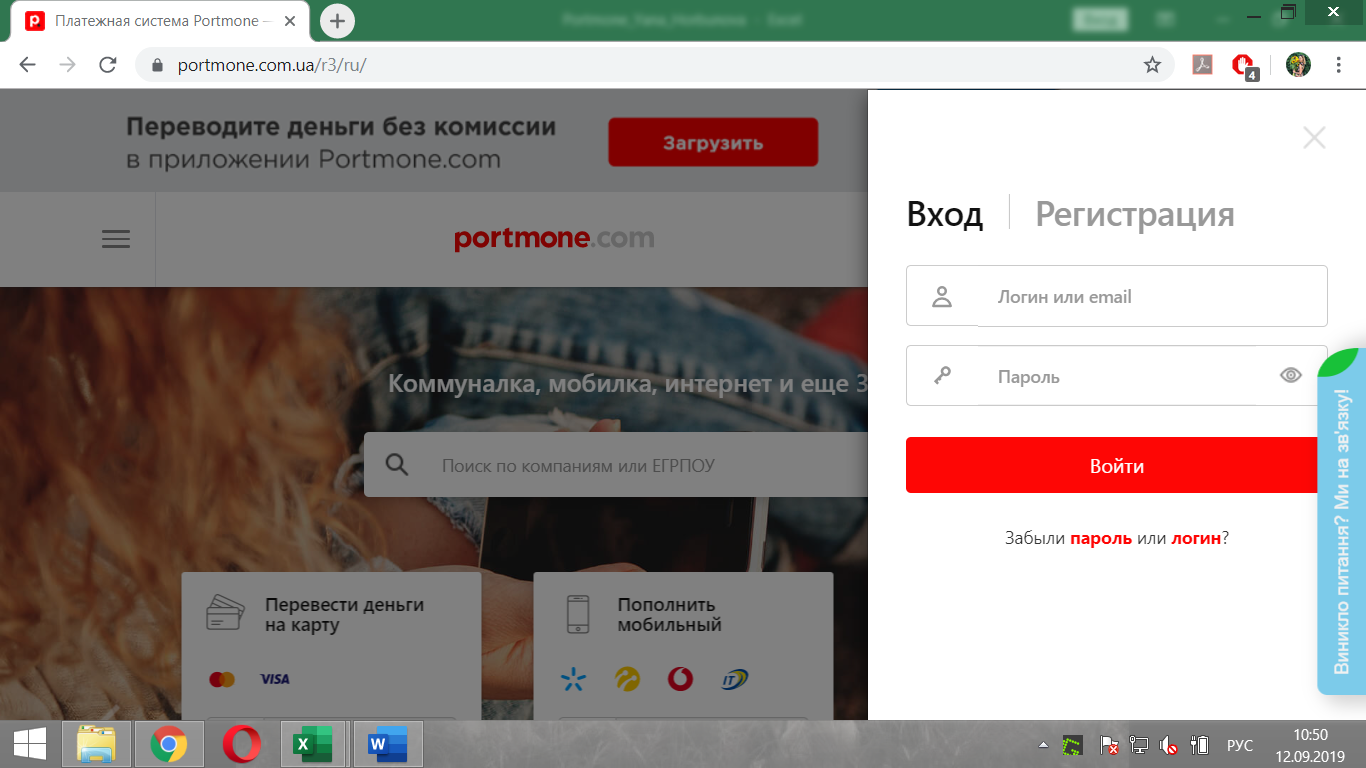 Платежная система Portmone –
portmone.com.ua/r3/ru/
4
Переводите деньги без комиссии
в приложении Portmone.com
Загрузить
portmone.com
Коммуналка, мобилка, интернет и еще 3
Поиск по компаниям или ЕГРПОУ
Перевести деньги
на карту
VISA
Пополнить
мобильный
ІТ
Вход
Регистрация
Логин или email
Пароль
Войти
Забыли пароль или логин?
Виникло питання? Ми на зв'язку!
РУС
10:50
12.09.2019